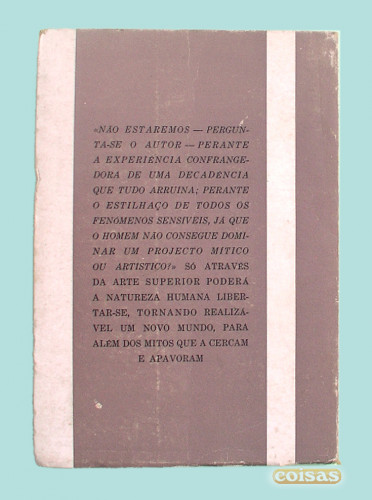 «NÃO ESTAREMOS — PERGUN-
TA-SE O AUTOR — PERANTE
A EXPERIÊNCIA CONFRANGE-
DORA DE UMA DECADÊNCIA
QUE TUDO ARRUINA; PERANTE
O ESTILHAÇO DE TODOS OS
FENÓMENOS SENSÍVEIS, JÁ QUE
O HOMEM NÃO CONSEGUE DOMI-
NAR UM PROJECTO MÍTICO
OU ARTÍSTICO?» SÓ ATRAVÉS
DA ARTE SUPERIOR PODERÁ
A NATUREZA HUMANA LIBER-
TAR-SE, TORNANDO REALIZÁ-
VEL UM NOVO MUNDO, PARA
ALÉM DOS MITOS QUE A CERCAM
E APAVORAM
coisas